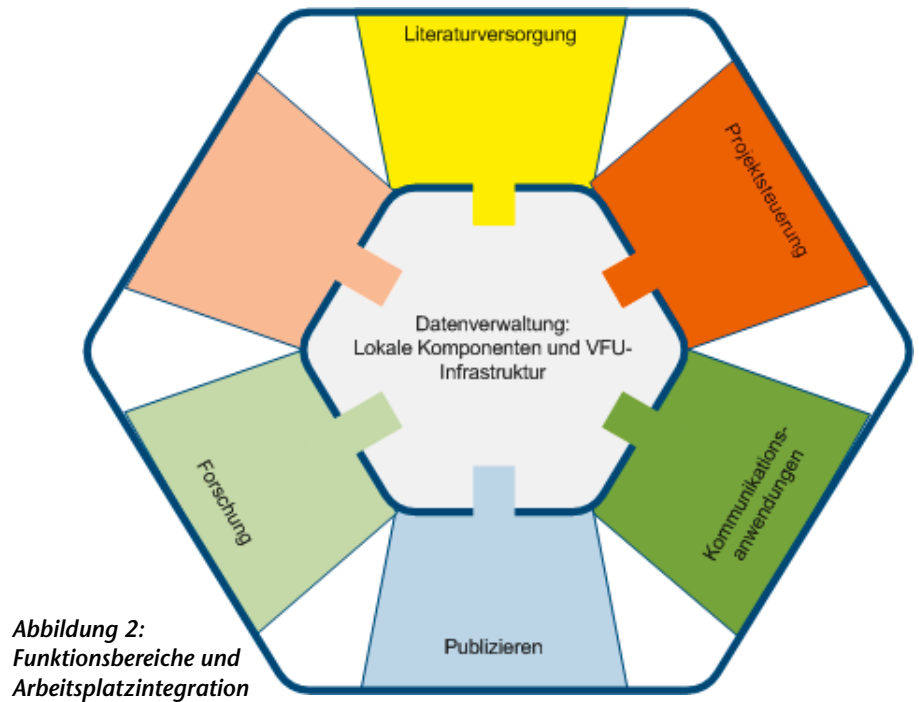 Literaturversorgung
Projektsteuerung
Datenverwaltung:
Lokale Komponenten und VFU-
Infrastruktur
Forschung
Kommunikations-
anwendungen
Publizieren
Abbildung 2:
Funktionsbereiche und
Arbeitsplatzintegration